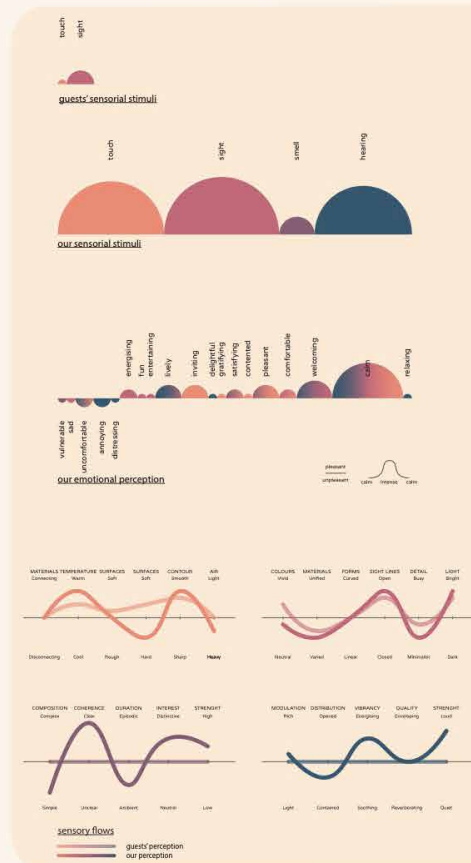 touch
sight
guests' sensorial stimuli
touch
sight
smell
hearing
our sensorial stimuli
energising
fun
entertaining
lively
inviting
delightful
gratifying
satisfying
contented
pleasant
comfortable
welcoming
calm
relaxing
vulnerable
sad
uncomfortable
annoying
distressing
our emotional perception
pleasant
unpleasant
calm intense calm
MATERIALS TEMPERATURE SURFACES SURFACES CONTOUR AIR
Connecting Warm Soft Soft Smooth Light
Disconnecting Cool Rough Hard Sharp Heavy
COLOURS MATERIALS FORMS SIGHT LINES DETAIL LIGHT
Vivid Unified Curved Open Busy Bright
Neutral Varied Linear Closed Minimalist Dark
COMPOSITION COHERENCE DURATION INTEREST STRENGHT
Complex Clear Episodic Distinctive High
Simple Unclear Ambient Neutral Low
MODULATION DISTRIBUTION VIBRANCY QUALITY STRENGHT
Pitch Opened Energising Enveloping Loud
Light Contained Soothing Reverberating Quiet
sensory flows
guests' perception
our perception